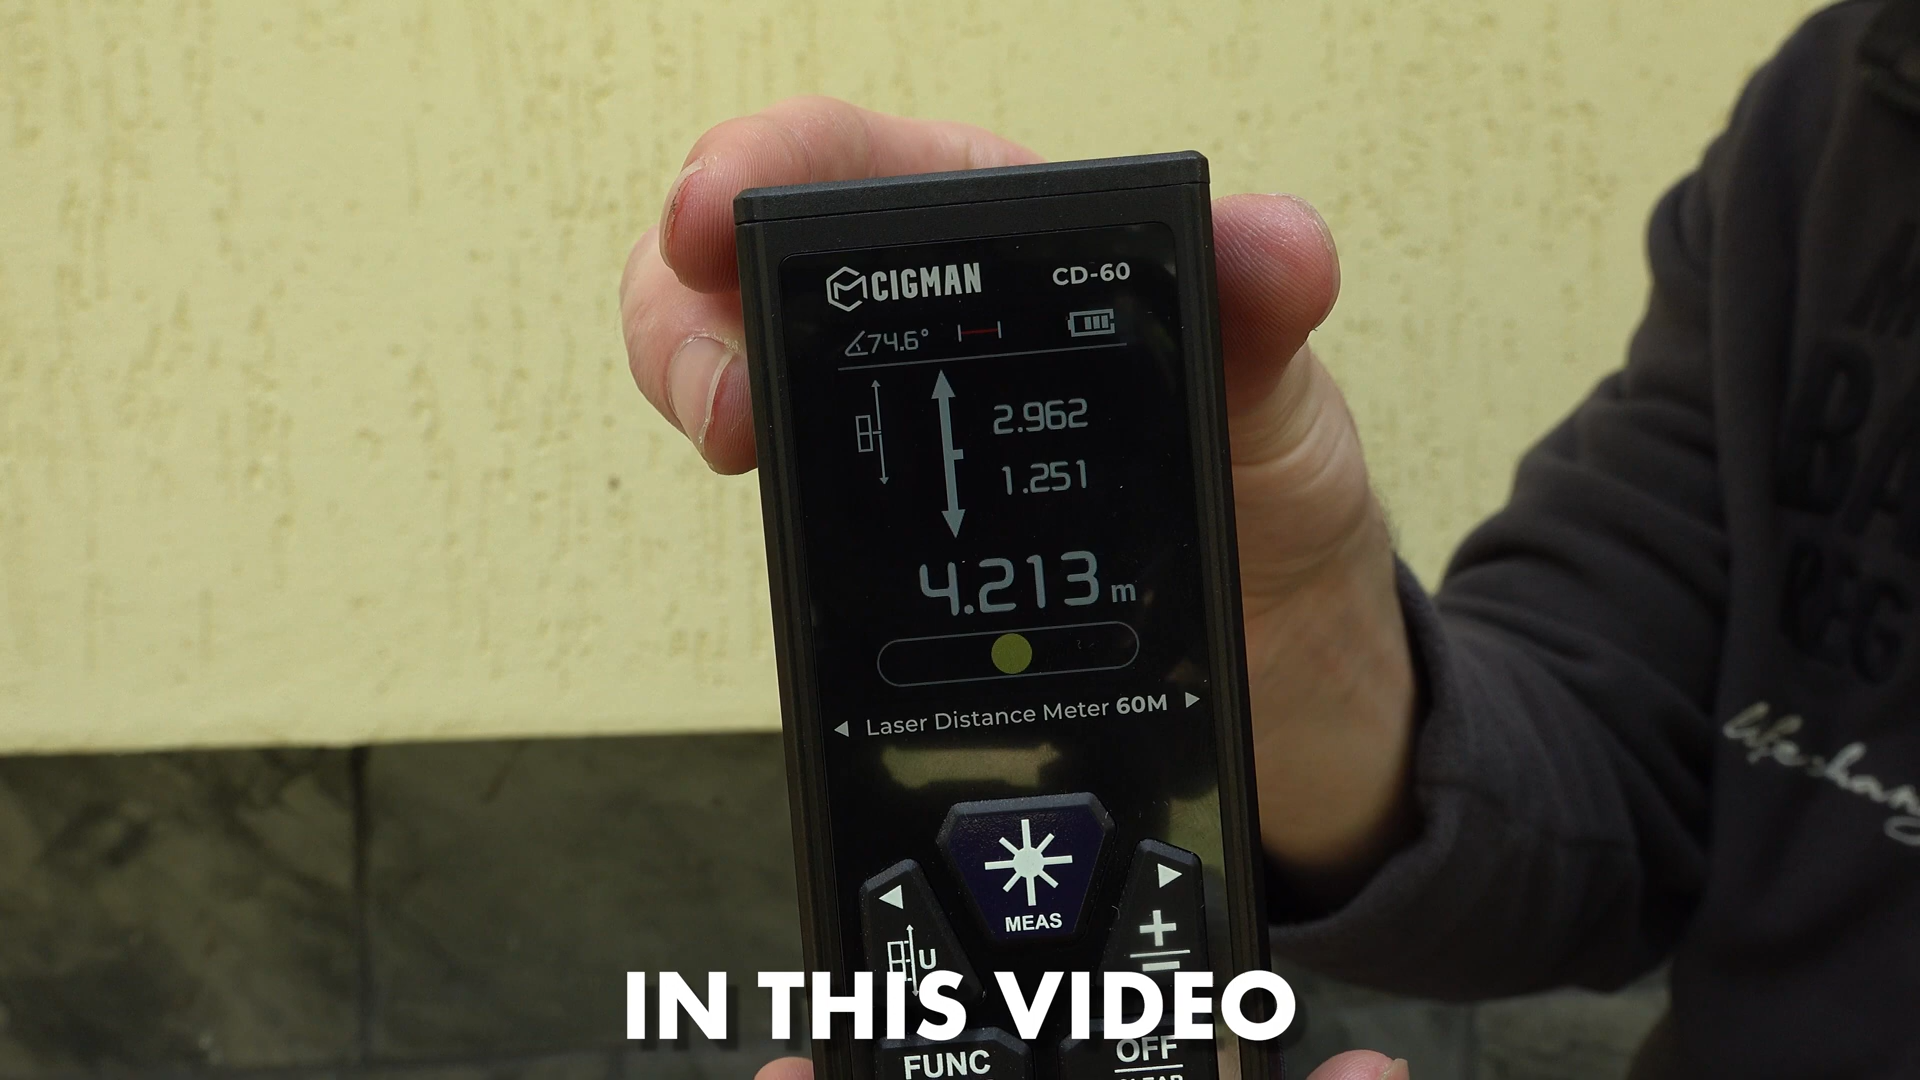 CIGMAN CD-60
74.6°
2.962
1.251
4.213 m
Laser Distance Meter 60M
MEAS
U
IN THIS VIDEO
FUNC
OFF